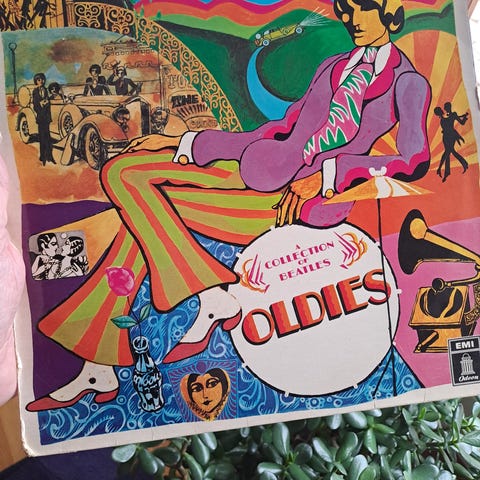 A
COLLECTION
OF
BEATLES
OLDIES
EMI
Odeon